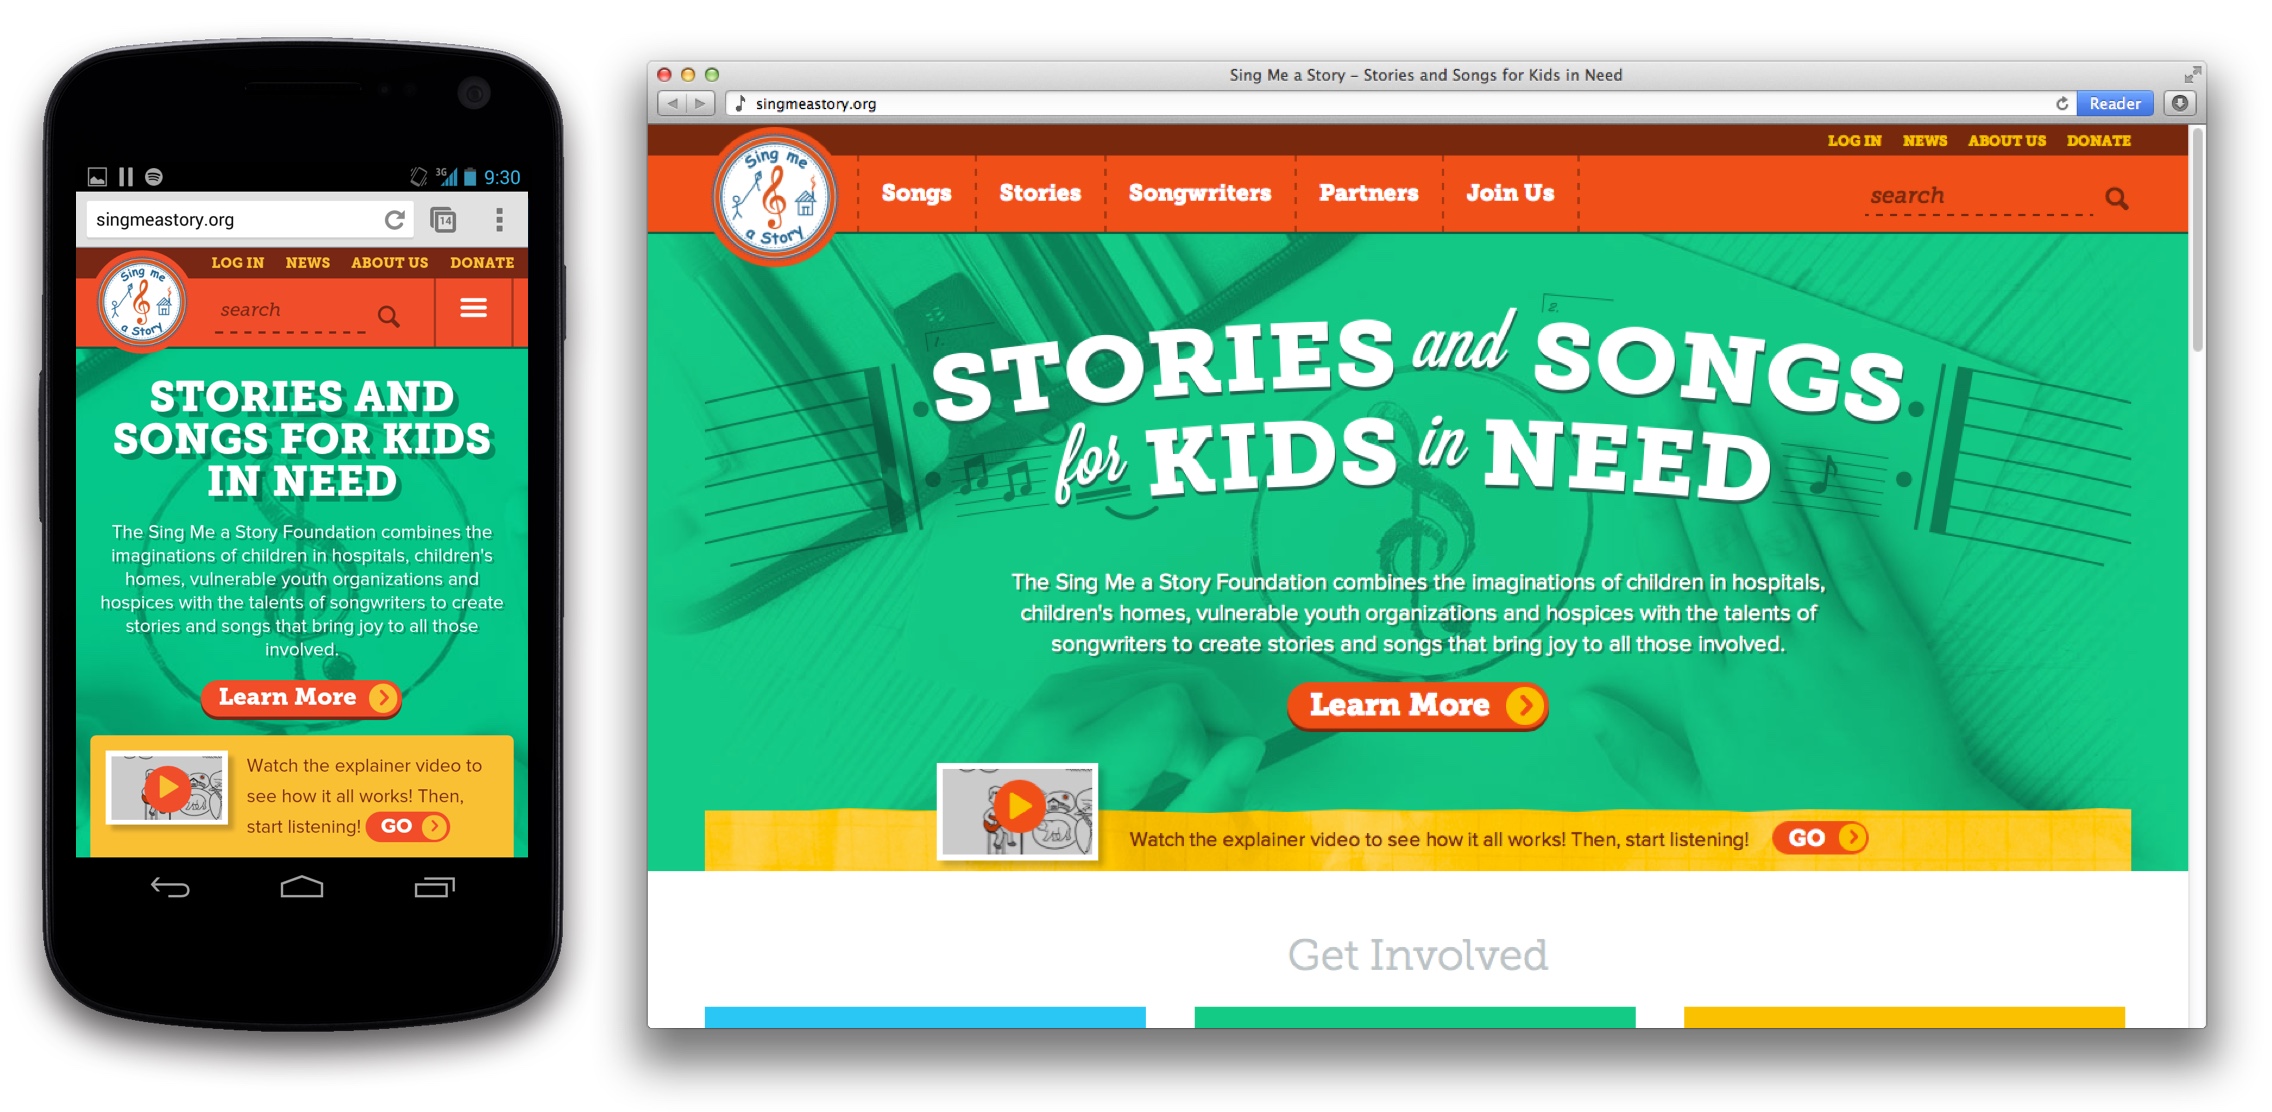 3G 9:30
singmeastory.org 14
LOG IN NEWS ABOUT US DONATE
Sing me
a Story
search
STORIES AND
SONGS FOR KIDS
IN NEED
The Sing Me a Story Foundation combines the
imaginations of children in hospitals, children's
homes, vulnerable youth organizations and
hospices with the talents of songwriters to create
stories and songs that bring joy to all those
involved.
Learn More
Watch the explainer video to
see how it all works! Then,
start listening! GO
Sing Me a Story – Stories and Songs for Kids in Need
singmeastory.org Reader
LOG IN NEWS ABOUT US DONATE
Sing me
a Story
Songs Stories Songwriters Partners Join Us search
1.
2.
STORIES and SONGS
for KIDS in NEED
The Sing Me a Story Foundation combines the imaginations of children in hospitals,
children's homes, vulnerable youth organizations and hospices with the talents of
songwriters to create stories and songs that bring joy to all those involved.
Learn More
Watch the explainer video to see how it all works! Then, start listening! GO
Get Involved